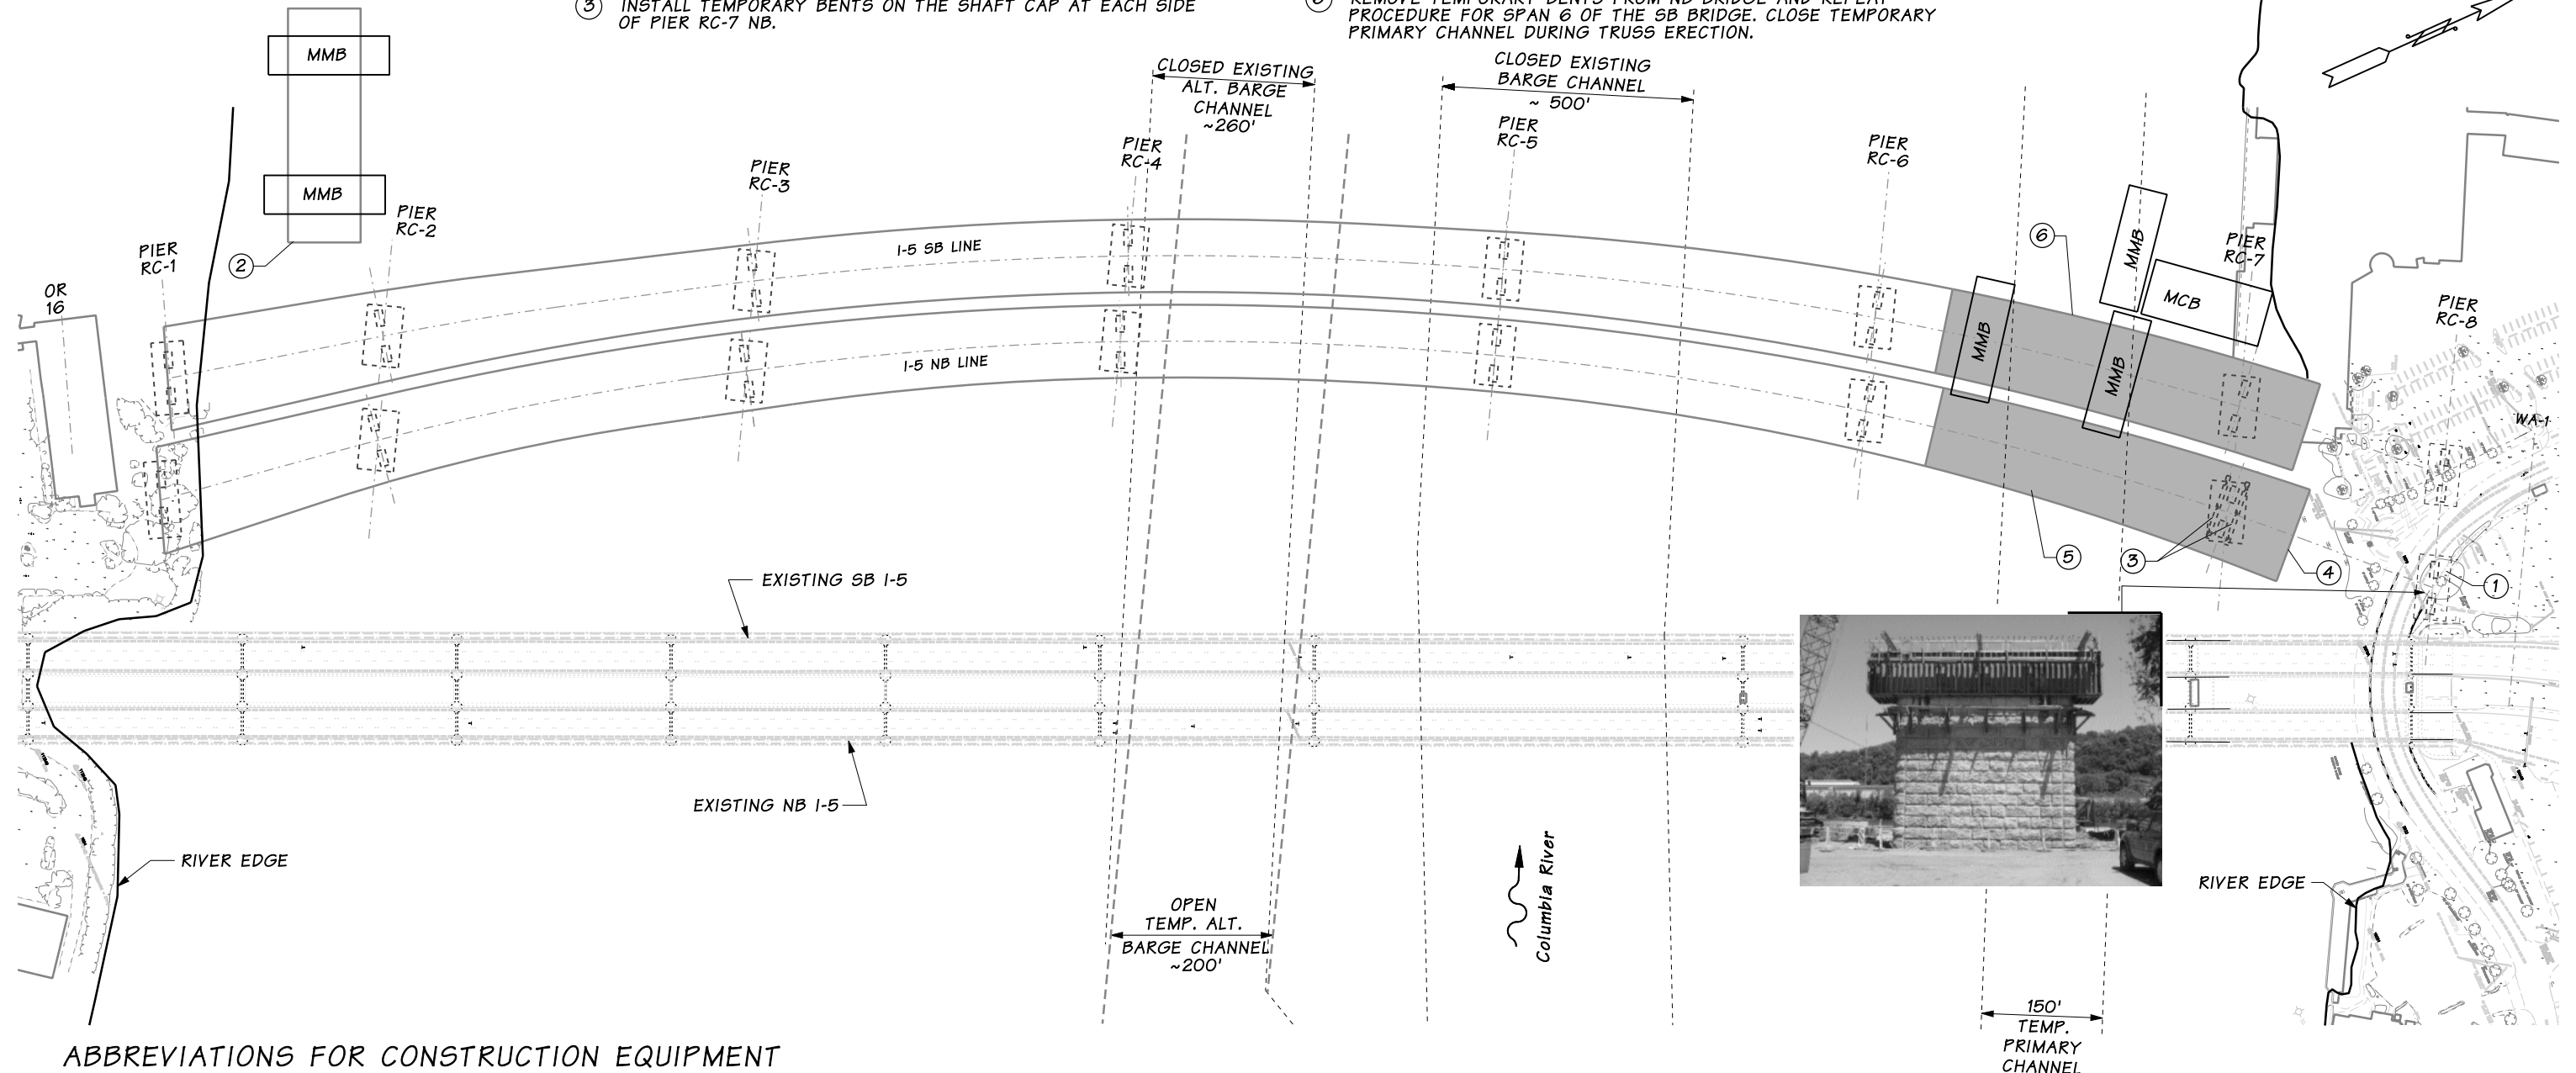 3 INSTALL TEMPORARY BENTS ON THE SHAFT CAP AT EACH SIDE
OF PIER RC-7 NB.
REMOVE TEMPORARY BENTS FROM NB BRIDGE AND REPEAT
PROCEDURE FOR SPAN 6 OF THE SB BRIDGE. CLOSE TEMPORARY
PRIMARY CHANNEL DURING TRUSS ERECTION.
MMB
MMB
2
CLOSED EXISTING
ALT. BARGE
CHANNEL
~260'
CLOSED EXISTING
BARGE CHANNEL
~ 500'
OR
16
PIER
RC-1
PIER
RC-2
PIER
RC-3
PIER
RC-4
PIER
RC-5
PIER
RC-6
PIER
RC-7
PIER
RC-8
WA-1
I-5 SB LINE
I-5 NB LINE
6
MMB
MMB
MMB
MCB
5
3
4
1
EXISTING SB I-5
EXISTING NB I-5
RIVER EDGE
RIVER EDGE
Columbia River
OPEN
TEMP. ALT.
BARGE CHANNEL
~200'
150'
TEMP.
PRIMARY
CHANNEL
ABBREVIATIONS FOR CONSTRUCTION EQUIPMENT